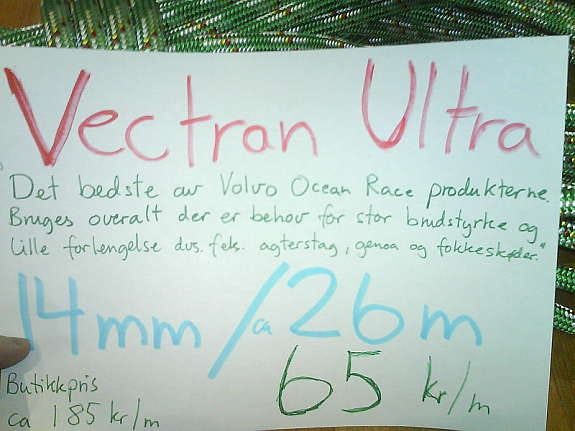 Vectran Ultra
Det bedste av Volvo Ocean Race produkterne.
Bruges overalt der er behov for stor brudstyrke og
lille forlengelse dvs. feks. agterstag, genoa og fokkeskøder."
14mm / ca 26m
65 kr/m
Butikkpris
ca 185 kr/m